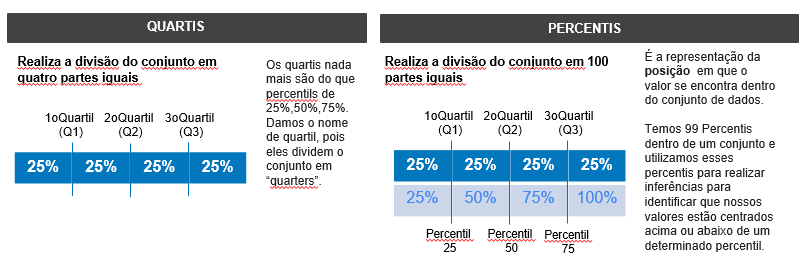 QUARTIS
Realiza a divisão do conjunto em
quatro partes iguais
1oQuartil
(Q1)
2oQuartil
(Q2)
3oQuartil
(Q3)
25% 25% 25% 25%
Os quartis nada
mais são do que
percentils de
25%,50%,75%.
Damos o nome
de quartil, pois
eles dividem o
conjunto em
“quarters”.
PERCENTIS
Realiza a divisão do conjunto em 100
partes iguais
1oQuartil
(Q1)
2oQuartil
(Q2)
3oQuartil
(Q3)
25% 25% 25% 25%
25% 50% 75% 100%
Percentil
25
Percentil
50
Percentil
75
É a representação da
posição em que o
valor se encontra dentro
do conjunto de dados.
Temos 99 Percentis
dentro de um conjunto e
utilizamos esses
percentis para realizar
inferências para
identificar que nossos
valores estão centrados
acima ou abaixo de um
determinado percentil.